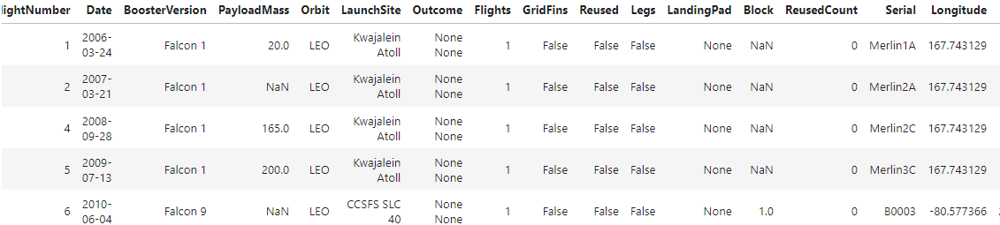 lightNumber Date BoosterVersion PayloadMass Orbit LaunchSite Outcome Flights GridFins Reused Legs LandingPad Block ReusedCount Serial Longitude
1 2006-03-24 Falcon 1 20.0 LEO Kwajalein Atoll None None 1 False False False None NaN 0 Merlin1A 167.743129
2 2007-03-21 Falcon 1 NaN LEO Kwajalein Atoll None None 1 False False False None NaN 0 Merlin2A 167.743129
4 2008-09-28 Falcon 1 165.0 LEO Kwajalein Atoll None None 1 False False False None NaN 0 Merlin2C 167.743129
5 2009-07-13 Falcon 1 200.0 LEO Kwajalein Atoll None None 1 False False False None NaN 0 Merlin3C 167.743129
6 2010-06-04 Falcon 9 NaN LEO CCSFS SLC 40 None None 1 False False False None 1.0 0 B0003 -80.577366